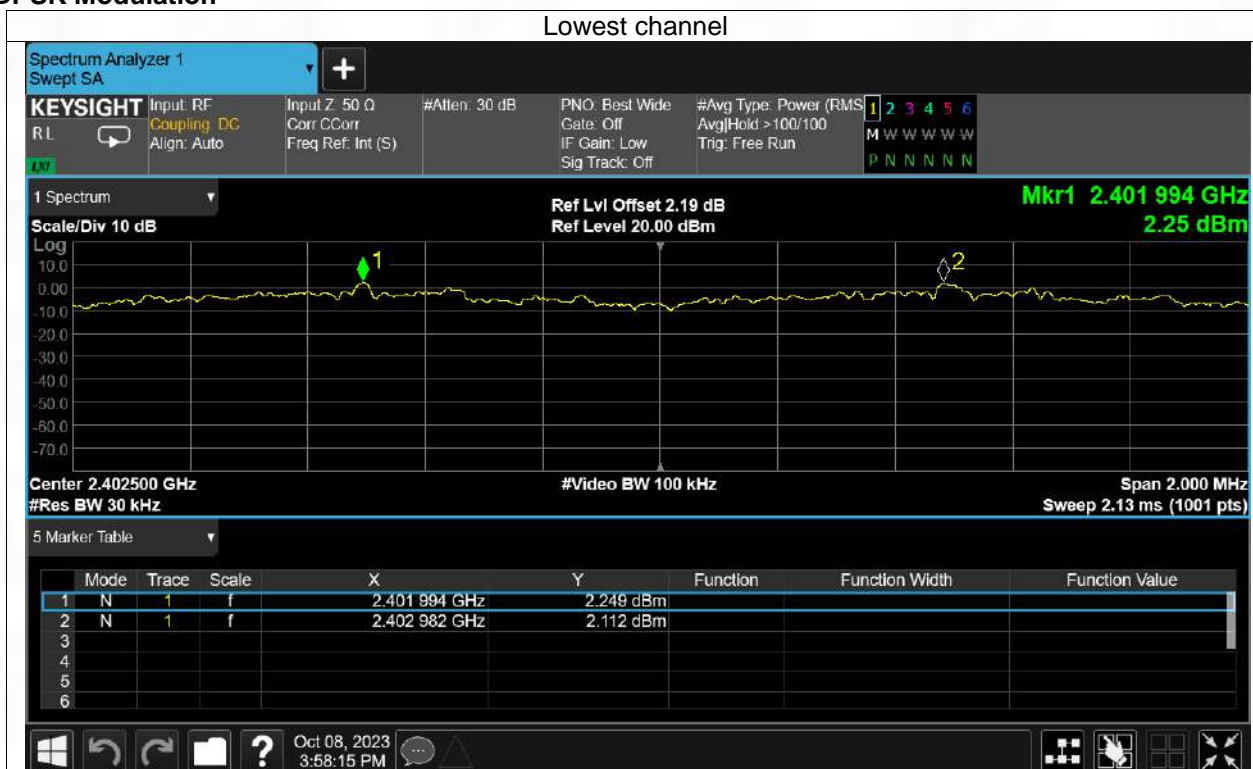 Lowest channel
Spectrum Analyzer 1
Swept SA
KEYSIGHT
RL
LXI
Input: RF
Coupling: DC
Align: Auto
Input Z: 50 Ω
Corr CCorr
Freq Ref: Int (S)
#Atten: 30 dB
PNO: Best Wide
Gate: Off
IF Gain: Low
Sig Track: Off
#Avg Type: Power (RMS
Avg|Hold >100/100
Trig: Free Run
1 2 3 4 5 6
M W W W W W
P N N N N N
1 Spectrum
Scale/Div 10 dB
Ref Lvl Offset 2.19 dB
Ref Level 20.00 dBm
Mkr1 2.401 994 GHz
2.25 dBm
Log
10.0
0.00
-10.0
-20.0
-30.0
-40.0
-50.0
-60.0
-70.0
1
2
Center 2.402500 GHz
#Video BW 100 kHz
Span 2.000 MHz
#Res BW 30 kHz
Sweep 2.13 ms (1001 pts)
5 Marker Table
Mode Trace Scale X Y Function Function Width Function Value
1 N 1 f 2.401 994 GHz 2.249 dBm
2 N 1 f 2.402 982 GHz 2.112 dBm
3
4
5
6
?
Oct 08, 2023
3:58:15 PM